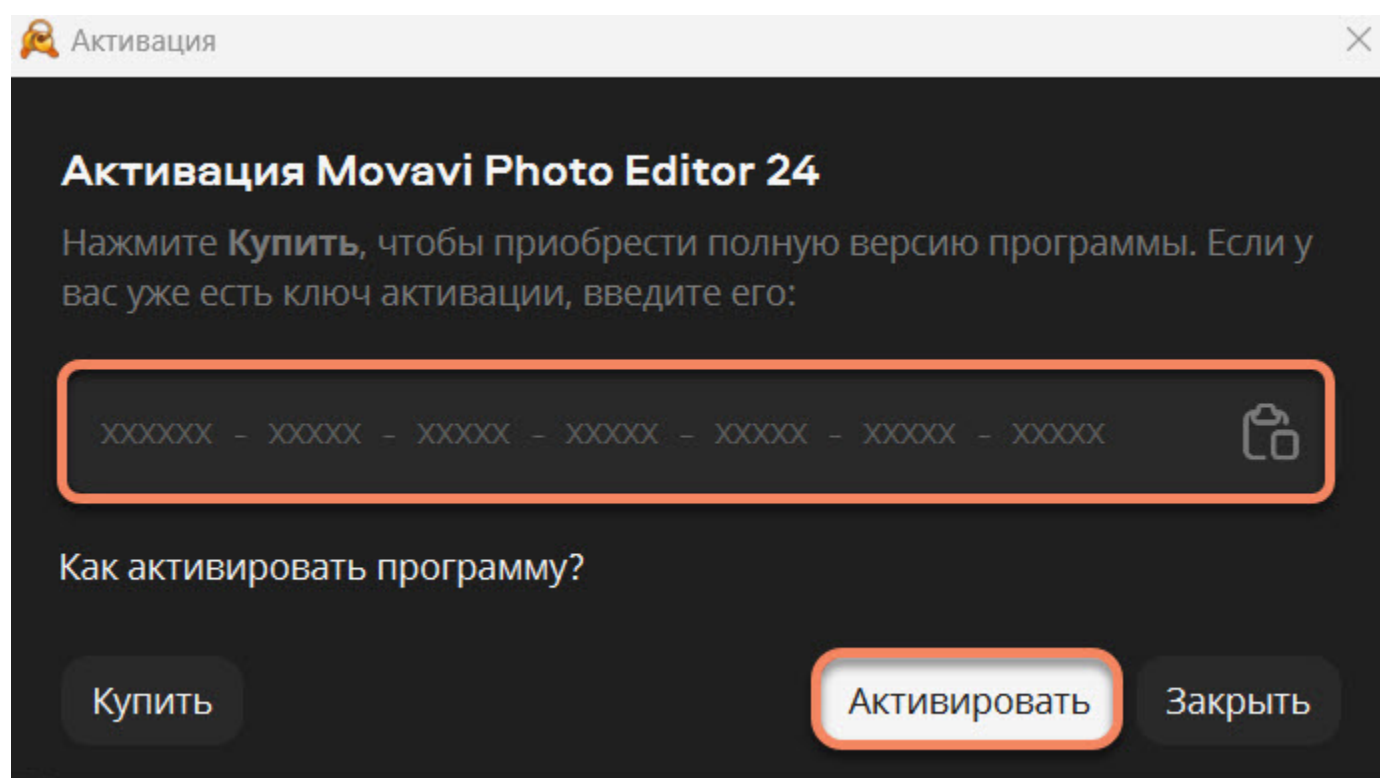 Активация
Активация Movavi Photo Editor 24
Нажмите Купить, чтобы приобрести полную версию программы. Если у
вас уже есть ключ активации, введите его:
XXXXXX - XXXXX - XXXXX - XXXXX - XXXXX - XXXXX - XXXXX
Как активировать программу?
Купить Активировать Закрыть